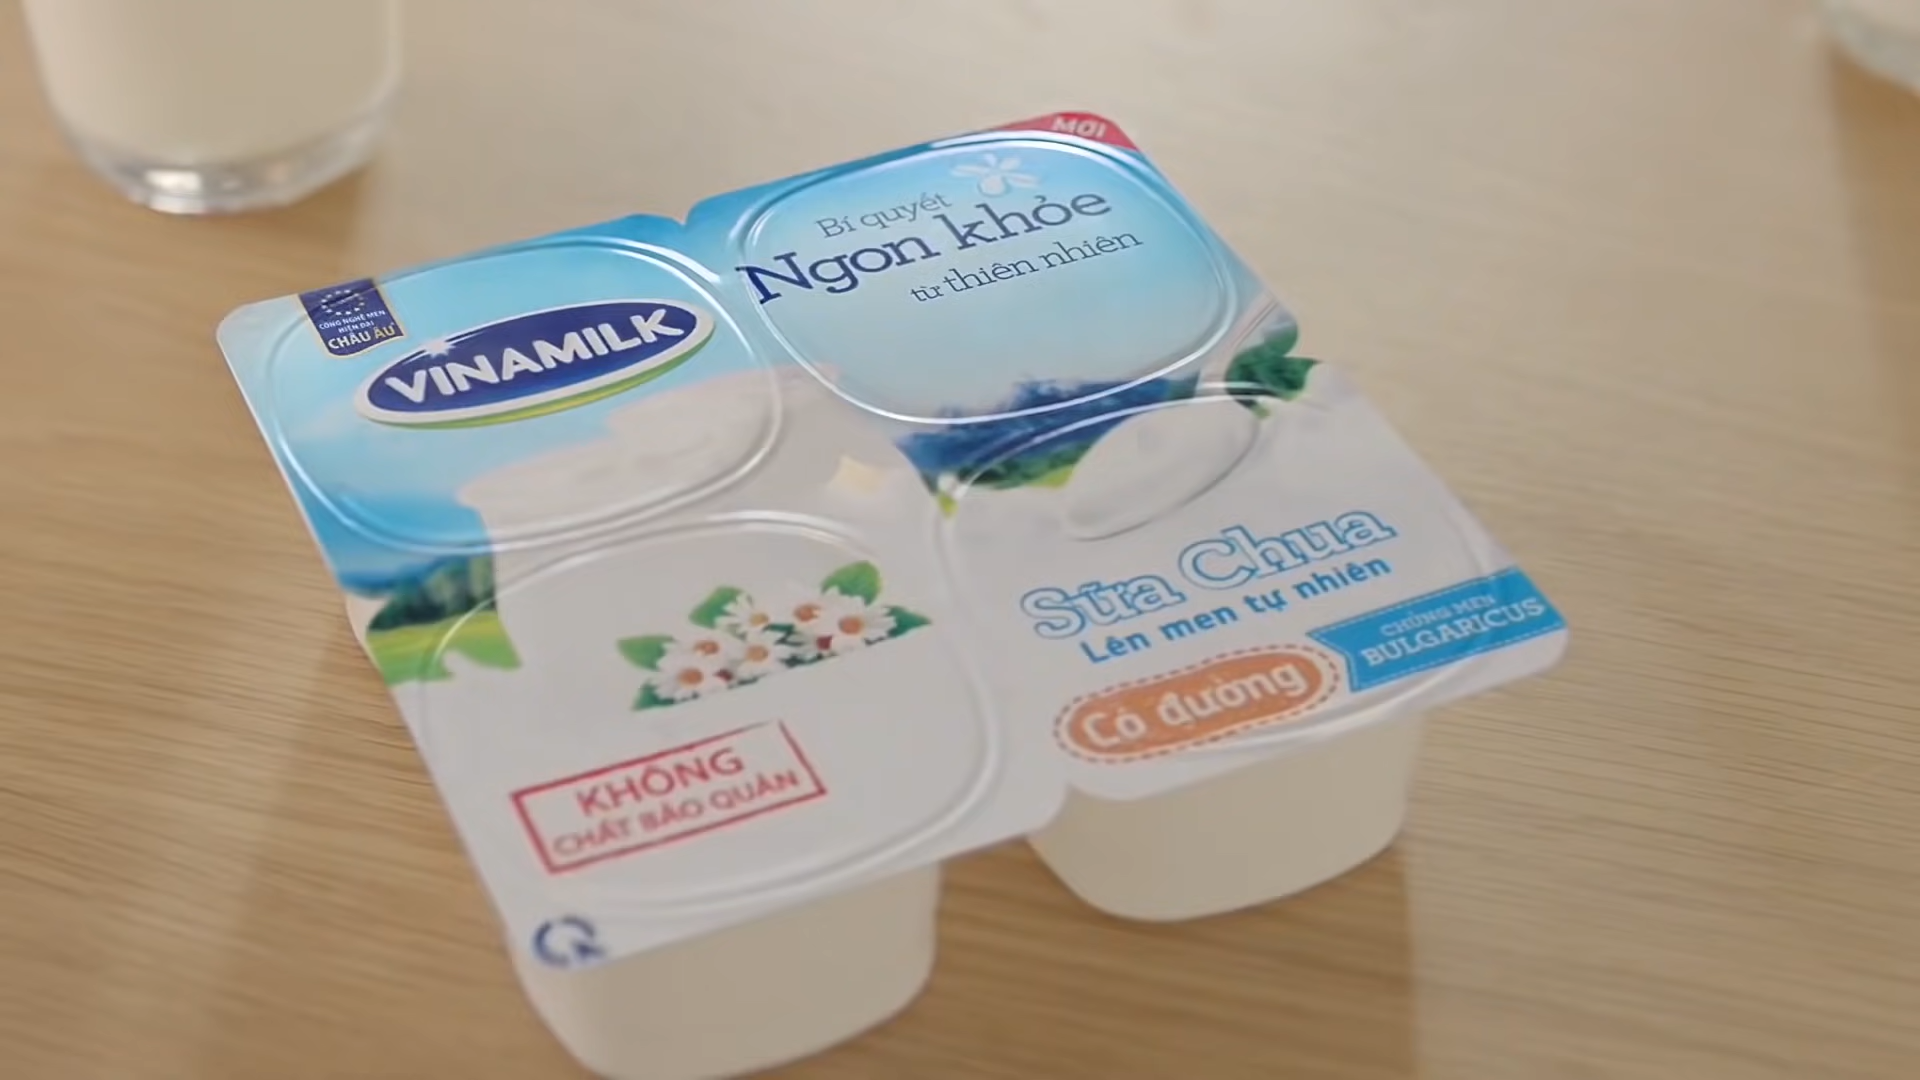 MỚI
Bí quyết
Ngon khỏe
từ thiên nhiên
CÔNG NGHỆ MEN
HIỆN ĐẠI
CHÂU ÂU
VINAMILK
Sữa Chua
Lên men tự nhiên
CHỦNG MEN
BULGARICUS
Có đường
KHÔNG
CHẤT BẢO QUẢN